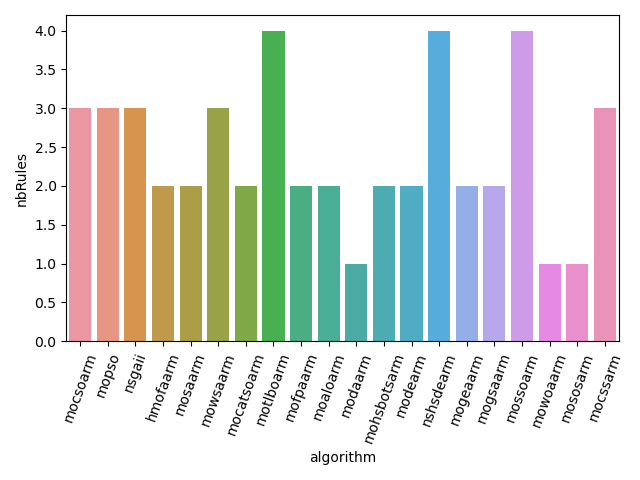 4.0
3.5
3.0
2.5
2.0
1.5
1.0
0.5
0.0
nbRules
mocsoarm
mopso
nsgaii
hmofaarm
mosaarm
mowsaarm
mocatsoarm
motlboarm
mofpaarm
moaloarm
modaarm
mohsbotsarm
modearm
nshsdearm
mogeaarm
mogsaarm
mossoarm
mowoaarm
mososarm
mocssarm
algorithm